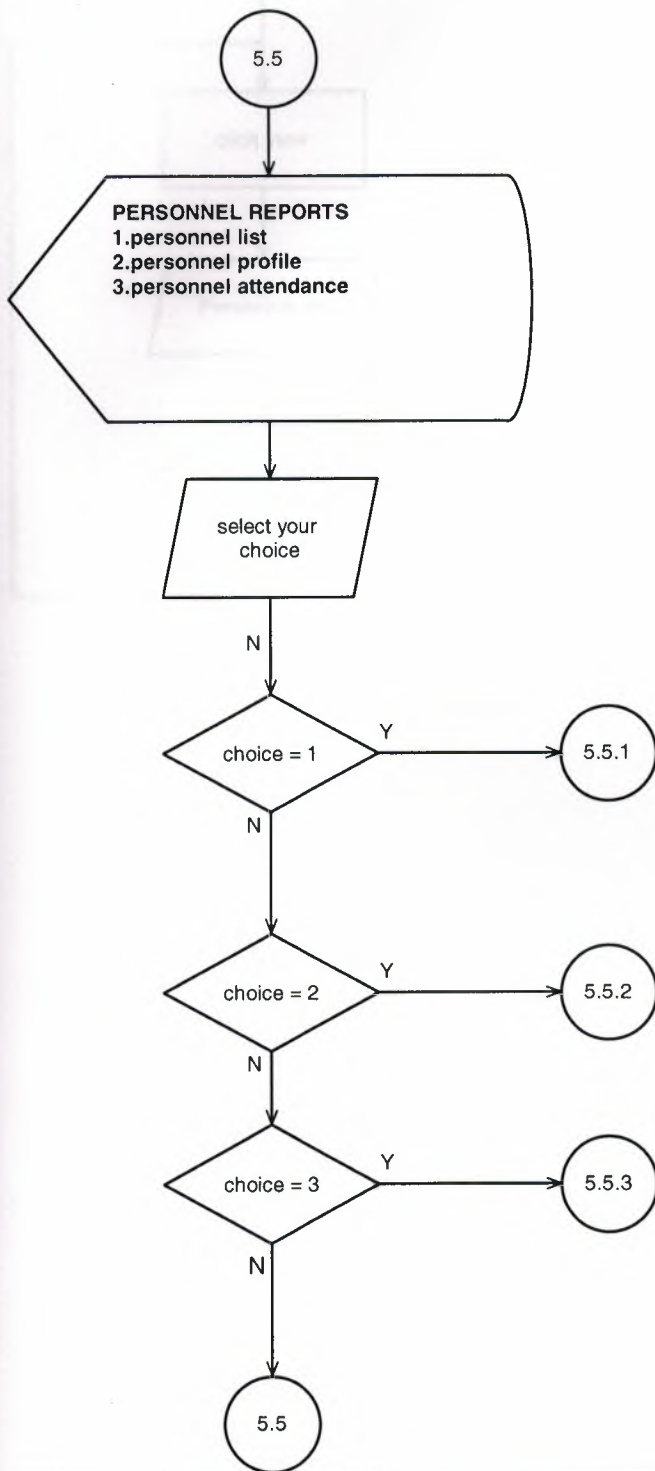 5.5
PERSONNEL REPORTS
1.personnel list
2.personnel profile
3.personnel attendance
select your
choice
N
choice = 1
Y
5.5.1
N
choice = 2
Y
5.5.2
N
choice = 3
Y
5.5.3
N
5.5